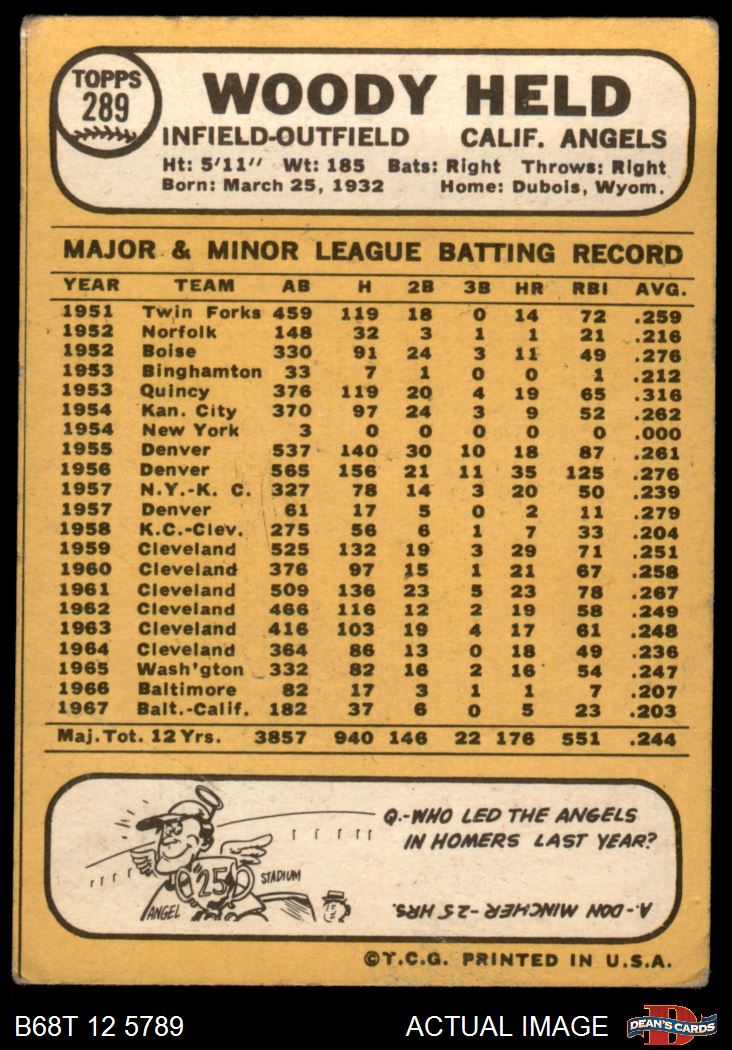 TOPPS
289
WOODY HELD
INFIELD-OUTFIELD CALIF. ANGELS
Ht: 5'11" Wt: 185 Bats: Right Throws: Right
Born: March 25, 1932 Home: Dubois, Wyom.
MAJOR & MINOR LEAGUE BATTING RECORD
YEAR TEAM AB H 2B 3B HR RBI AVG.
1951 Twin Forks 459 119 18 0 14 72 .259
1952 Norfolk 148 32 3 1 1 21 .216
1952 Boise 330 91 24 3 11 49 .276
1953 Binghamton 33 7 1 0 0 1 .212
1953 Quincy 376 119 20 4 19 65 .316
1954 Kan. City 370 97 24 3 9 52 .262
1954 New York 3 0 0 0 0 0 .000
1955 Denver 537 140 30 10 18 87 .261
1956 Denver 565 156 21 11 35 125 .276
1957 N.Y.-K. C. 327 78 14 3 20 50 .239
1957 Denver 61 17 5 0 2 11 .279
1958 K.C.-Clev. 275 56 6 1 7 33 .204
1959 Cleveland 525 132 19 3 29 71 .251
1960 Cleveland 376 97 15 1 21 67 .258
1961 Cleveland 509 136 23 5 23 78 .267
1962 Cleveland 466 116 12 2 19 58 .249
1963 Cleveland 416 103 19 4 17 61 .248
1964 Cleveland 364 86 13 0 18 49 .236
1965 Wash'gton 332 82 16 2 16 54 .247
1966 Baltimore 82 17 3 1 1 7 .207
1967 Balt.-Calif. 182 37 6 0 5 23 .203
Maj. Tot. 12 Yrs. 3857 940 146 22 176 551 .244
Q.-WHO LED THE ANGELS
IN HOMERS LAST YEAR?
25
STADIUM
ANGEL
A.-DON MINCHER-25 HRS.
©T.C.G. PRINTED IN U.S.A.
B68T 12 5789 ACTUAL IMAGE
D
DEAN'S CARDS